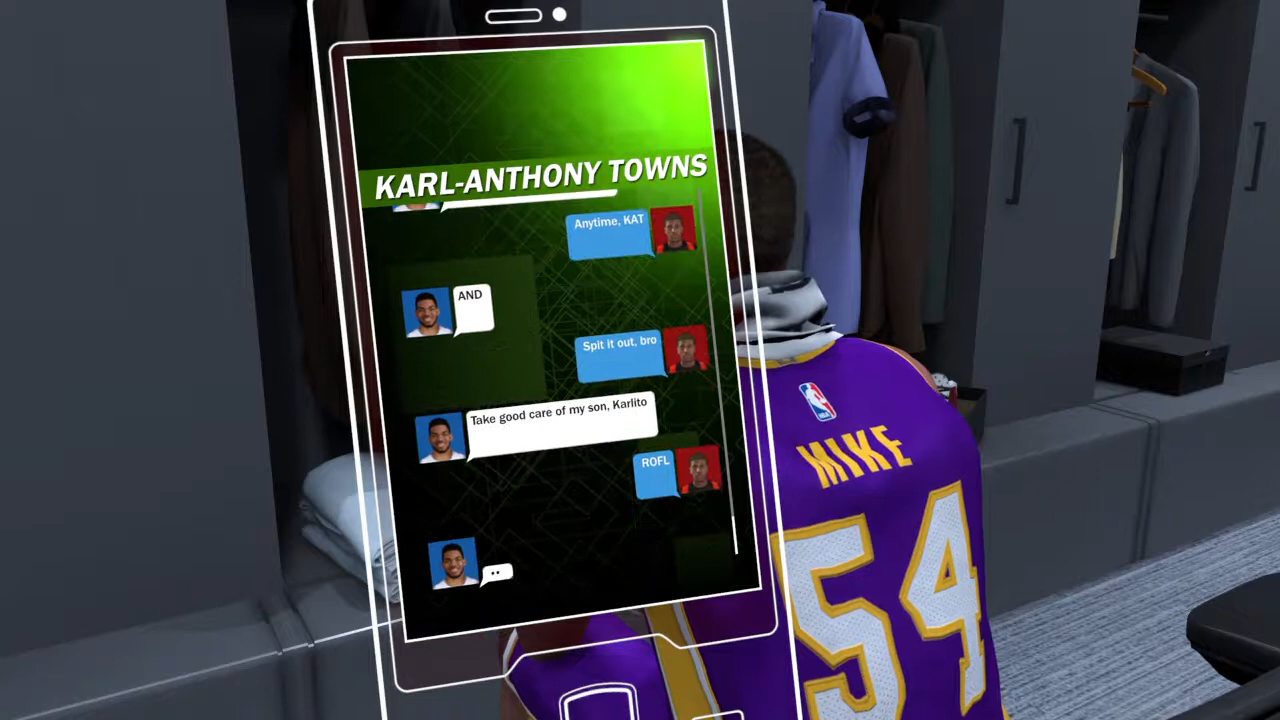 KARL-ANTHONY TOWNS
Anytime, KAT
AND
Spit it out, bro
Take good care of my son, Karlito
ROFL
NBA
MIKE
54